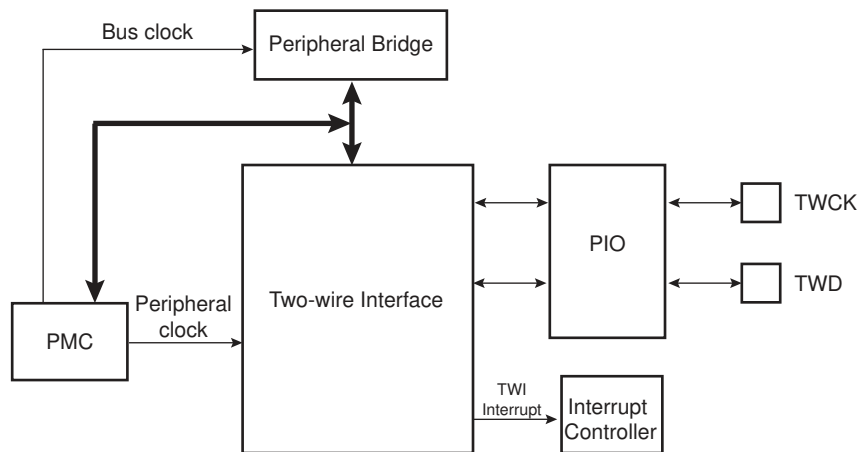 Bus clock
Peripheral Bridge
TWCK
PIO
Peripheral
clock
Two-wire Interface
TWD
PMC
TWI
Interrupt
Interrupt
Controller